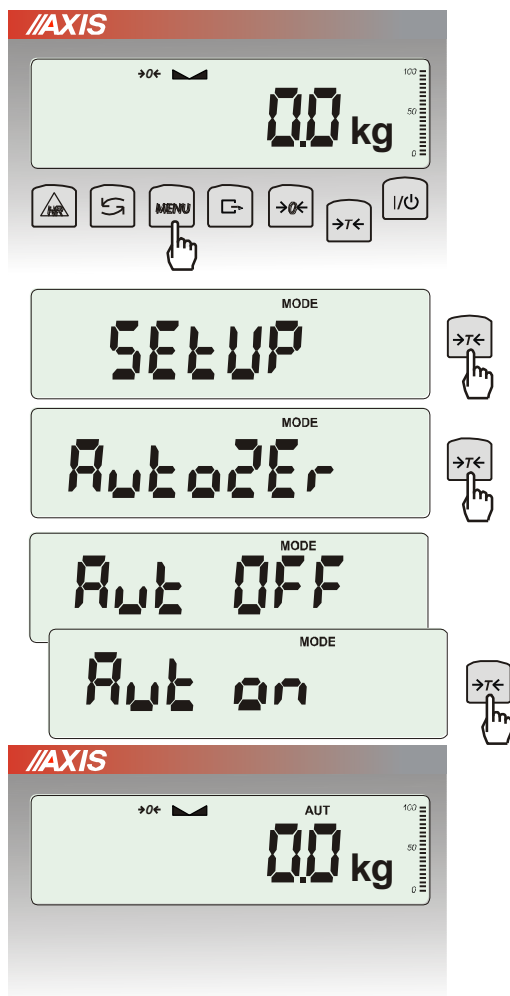 AXIS
→0←
100
50
0
0.0 kg
HR MENU →0← →T← I/⏻
MODE
SEtUP
→T←
MODE
AutoZEr
→T←
MODE
Aut OFF
MODE
Aut on
→T←
AXIS
→0← AUT
100
50
0
0.0 kg